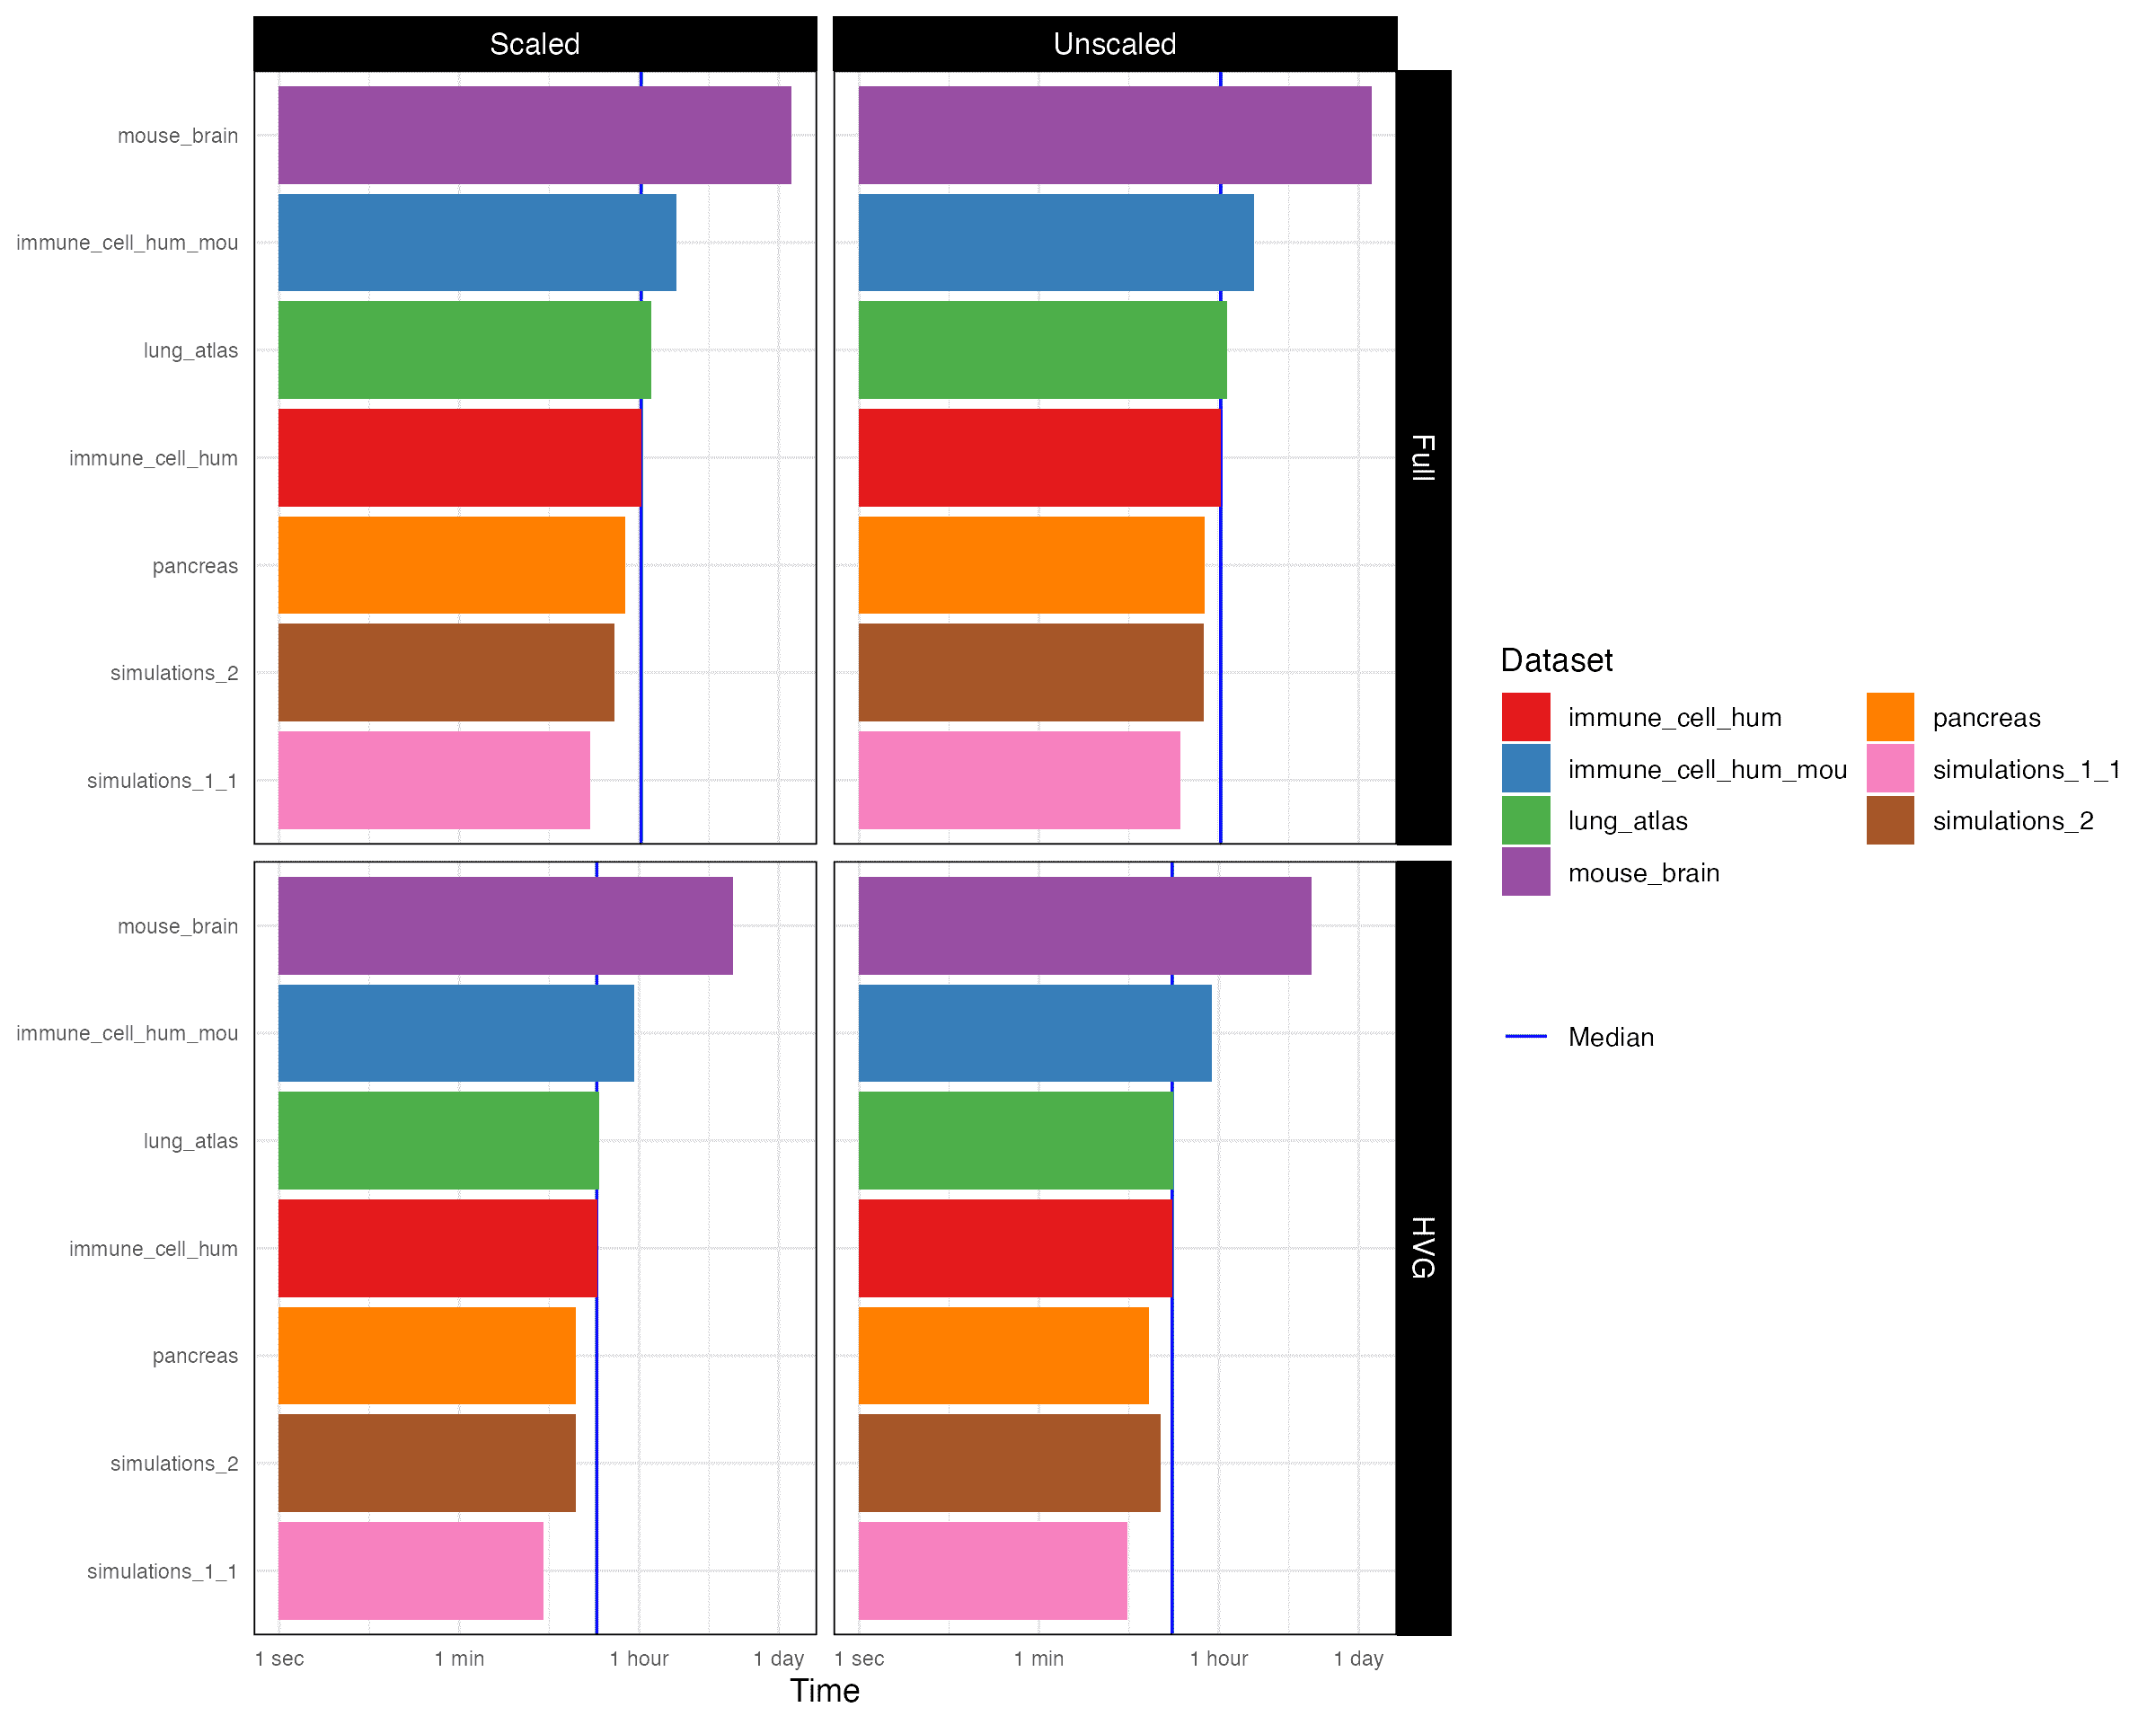 Scaled
Unscaled
mouse_brain
immune_cell_hum_mou
lung_atlas
immune_cell_hum
pancreas
simulations_2
simulations_1_1
Full
mouse_brain
immune_cell_hum_mou
lung_atlas
immune_cell_hum
pancreas
simulations_2
simulations_1_1
HVG
1 sec 1 min 1 hour 1 day
1 sec 1 min 1 hour 1 day
Time
Dataset
immune_cell_hum
immune_cell_hum_mou
lung_atlas
mouse_brain
pancreas
simulations_1_1
simulations_2
Median